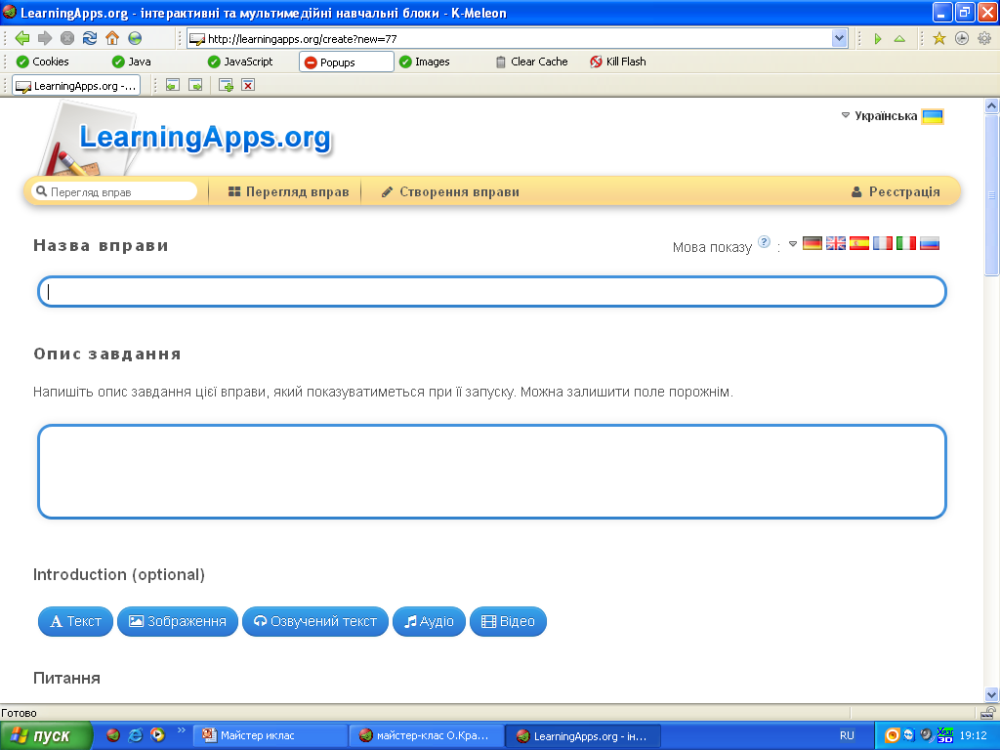 LearningApps.org - інтерактивні та мультимедійні навчальні блоки - K-Meleon
http://learningapps.org/create?new=77
Cookies Java JavaScript Popups Images Clear Cache Kill Flash
LearningApps.org -...
LearningApps.org
Українська
Перегляд вправ Перегляд вправ Створення вправи Реєстрація
Назва вправи Мова показу ? :
Опис завдання
Напишіть опис завдання цієї вправи, який показуватиметься при її запуску. Можна залишити поле порожнім.
Introduction (optional)
Текст Зображення Озвучений текст Аудіо Відео
Питання
Готово
пуск Майстер иклас майстер-клас О.Кра... LearningApps.org - ін... RU 19:12